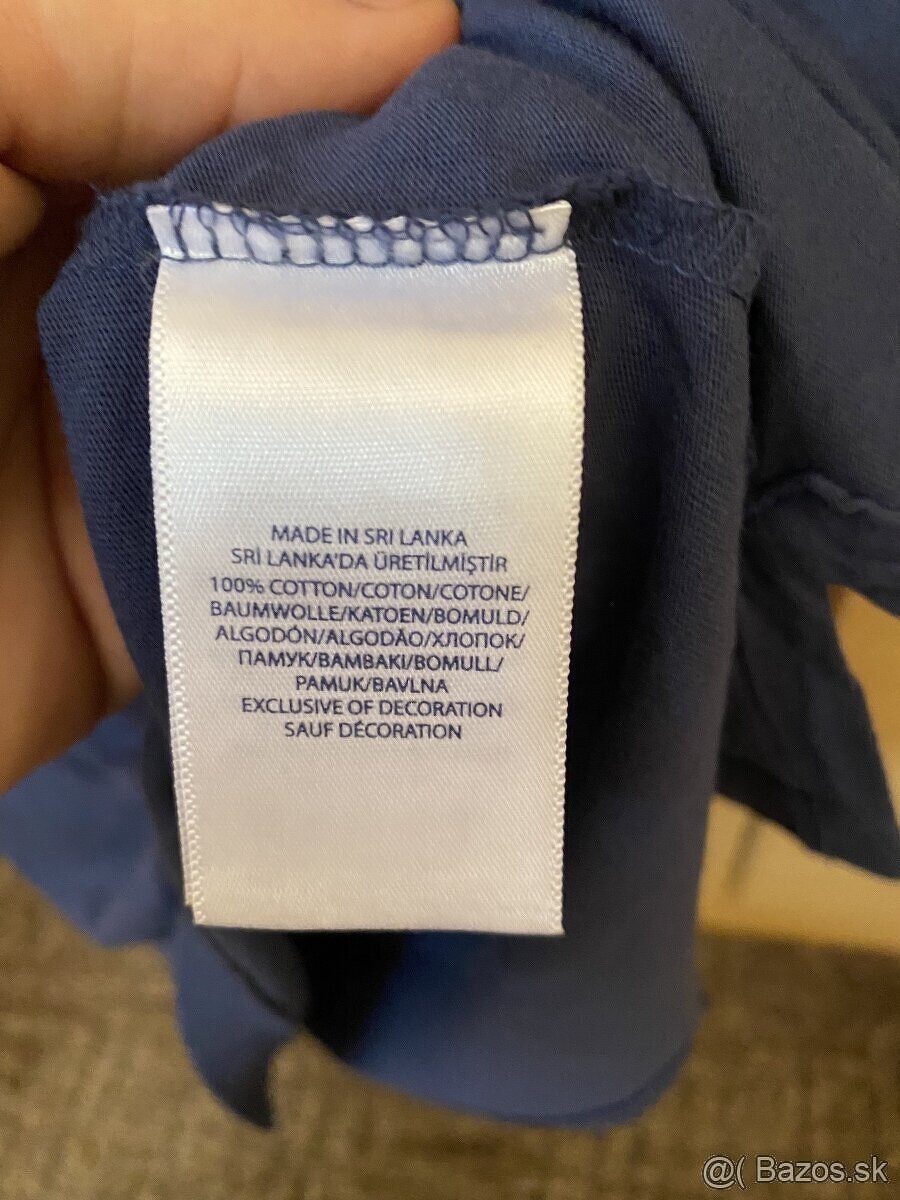 MADE IN SRI LANKA
SRİ LANKA'DA ÜRETİLMİŞTİR
100% COTTON/COTON/COTONE/
BAUMWOLLE/KATOEN/BOMULD/
ALGODÓN/ALGODÃO/ХЛОПОК/
ПАМУК/ΒΑΜΒΑΚΙ/BOMULL/
PAMUK/BAVLNA
EXCLUSIVE OF DECORATION
SAUF DÉCORATION
@( Bazos.sk